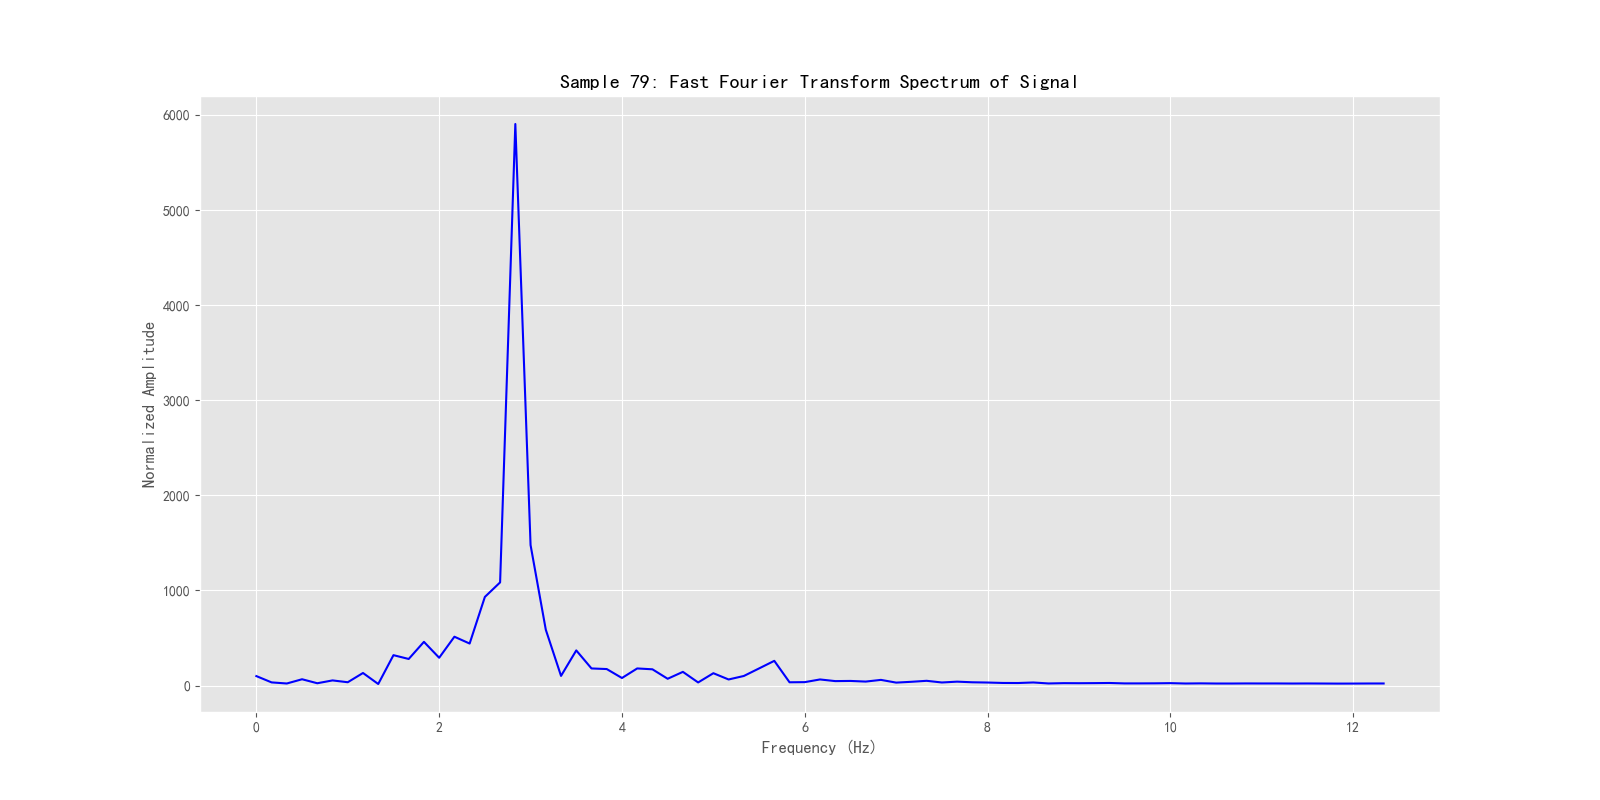 Sample 79: Fast Fourier Transform Spectrum of Signal
6000
5000
4000
3000
2000
1000
0
Normalized Amplitude
0 2 4 6 8 10 12
Frequency (Hz)